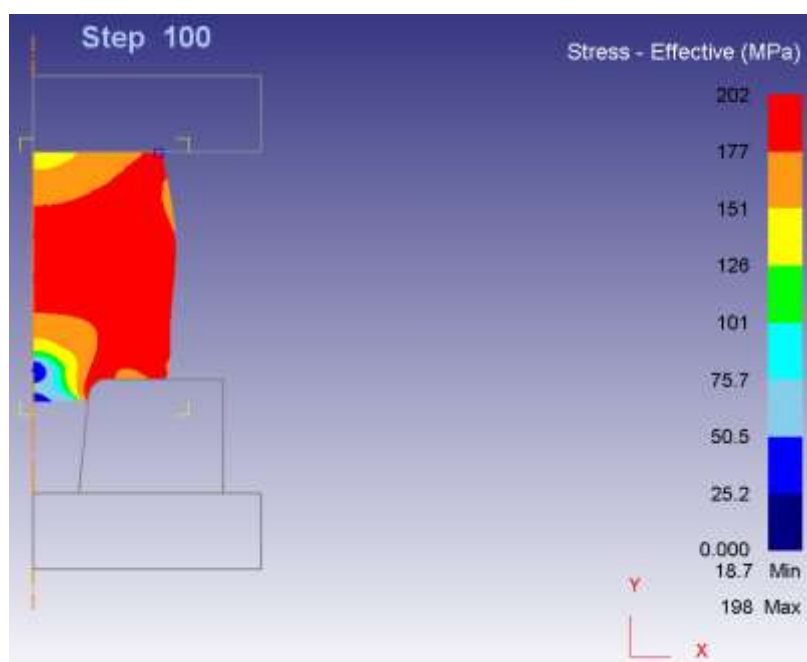 Step 100
Stress - Effective (MPa)
202
177
151
126
101
75.7
50.5
25.2
0.000
18.7 Min
198 Max
Y
X